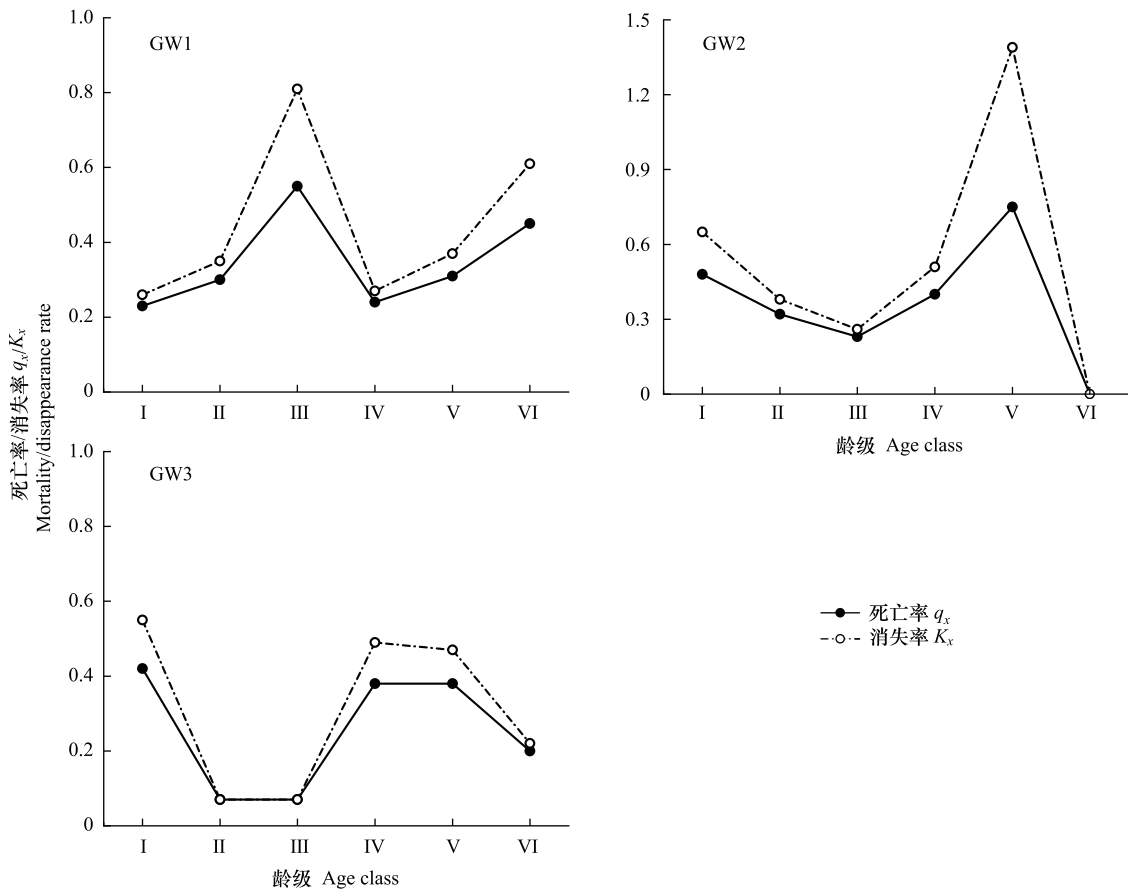 GW1
1.0
0.8
0.6
0.4
0.2
0
I II III IV V VI
GW2
1.5
1.2
0.9
0.6
0.3
0
I II III IV V VI
龄级 Age class
死亡率/消失率 qx/Kx
Mortality/disappearance rate
GW3
1.0
0.8
0.6
0.4
0.2
0
I II III IV V VI
龄级 Age class
死亡率 qx
消失率 Kx